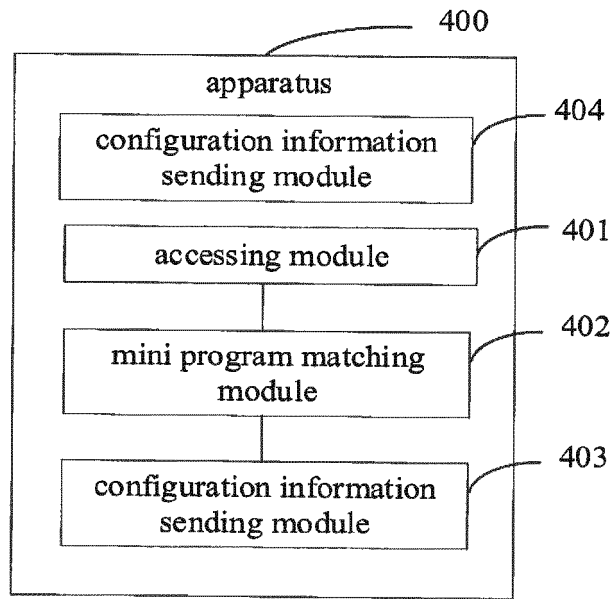 400
apparatus
404
configuration information
sending module
401
accessing module
402
mini program matching
module
403
configuration information
sending module